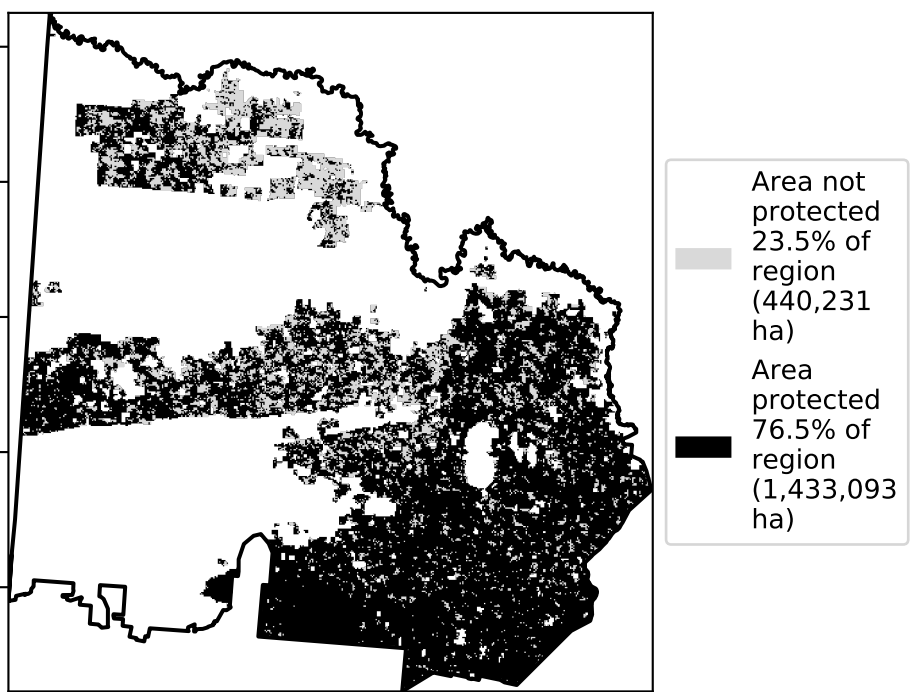 Area not
protected
23.5% of
region
(440,231
ha)
Area
protected
76.5% of
region
(1,433,093
ha)